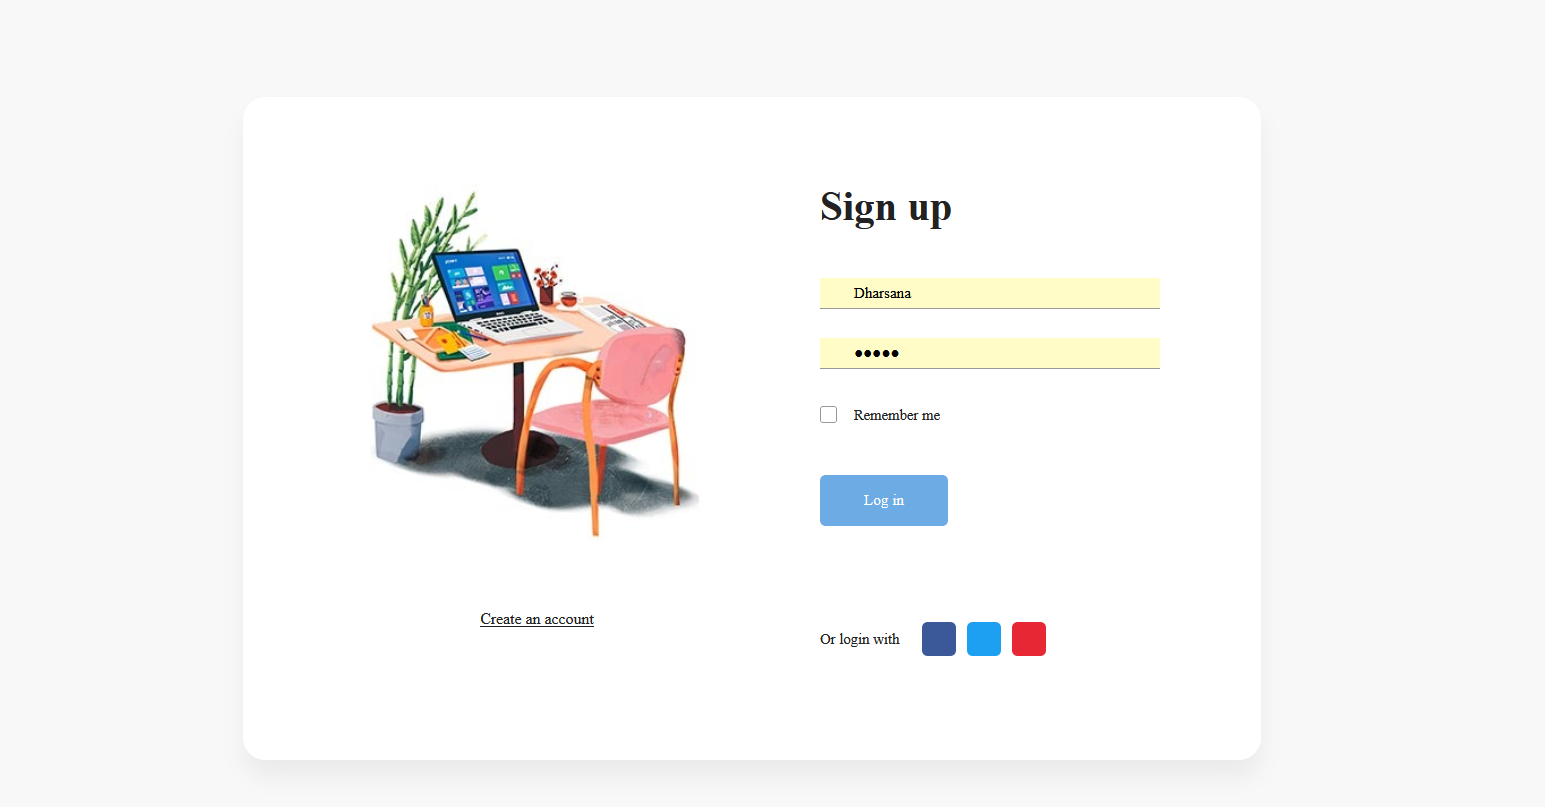 Sign up
Dharsana
•••••
Remember me
Log in
Create an account
Or login with